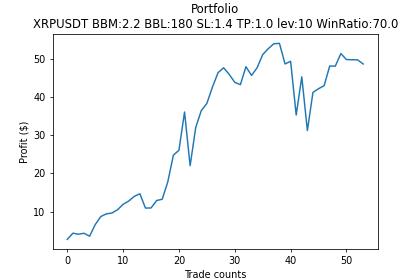 Portfolio
XRPUSDT BBM:2.2 BBL:180 SL:1.4 TP:1.0 lev:10 WinRatio:70.0
Profit ($)
50
40
30
20
10
0 10 20 30 40 50
Trade counts